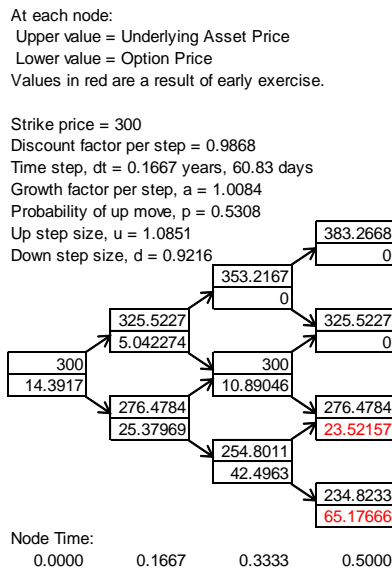 At each node:
Upper value = Underlying Asset Price
Lower value = Option Price
Values in red are a result of early exercise.
Strike price = 300
Discount factor per step = 0.9868
Time step, dt = 0.1667 years, 60.83 days
Growth factor per step, a = 1.0084
Probability of up move, p = 0.5308
Up step size, u = 1.0851
Down step size, d = 0.9216
383.2668
0
353.2167
0
325.5227
5.042274
325.5227
0
300
14.3917
300
10.89046
276.4784
25.37969
276.4784
23.52157
254.8011
42.4963
234.8233
65.17666
Node Time:
0.0000 0.1667 0.3333 0.5000